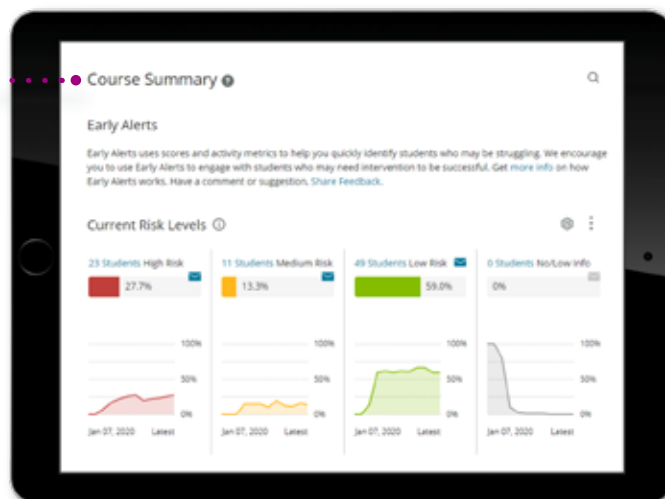 Course Summary
Early Alerts
Early Alerts uses scores and activity metrics to help you quickly identify students who may be struggling. We encourage
you to use Early Alerts to engage with students who may need intervention to be successful. Get more info on how
Early Alerts works. Have a comment or suggestion. Share Feedback.
Current Risk Levels
23 Students High Risk
27.7%
100%
50%
0%
Jan 07, 2020 Latest
11 Students Medium Risk
13.3%
100%
50%
0%
Jan 07, 2020 Latest
49 Students Low Risk
59.0%
100%
50%
0%
Jan 07, 2020 Latest
0 Students No/Low Info
0%
100%
50%
0%
Jan 07, 2020 Latest